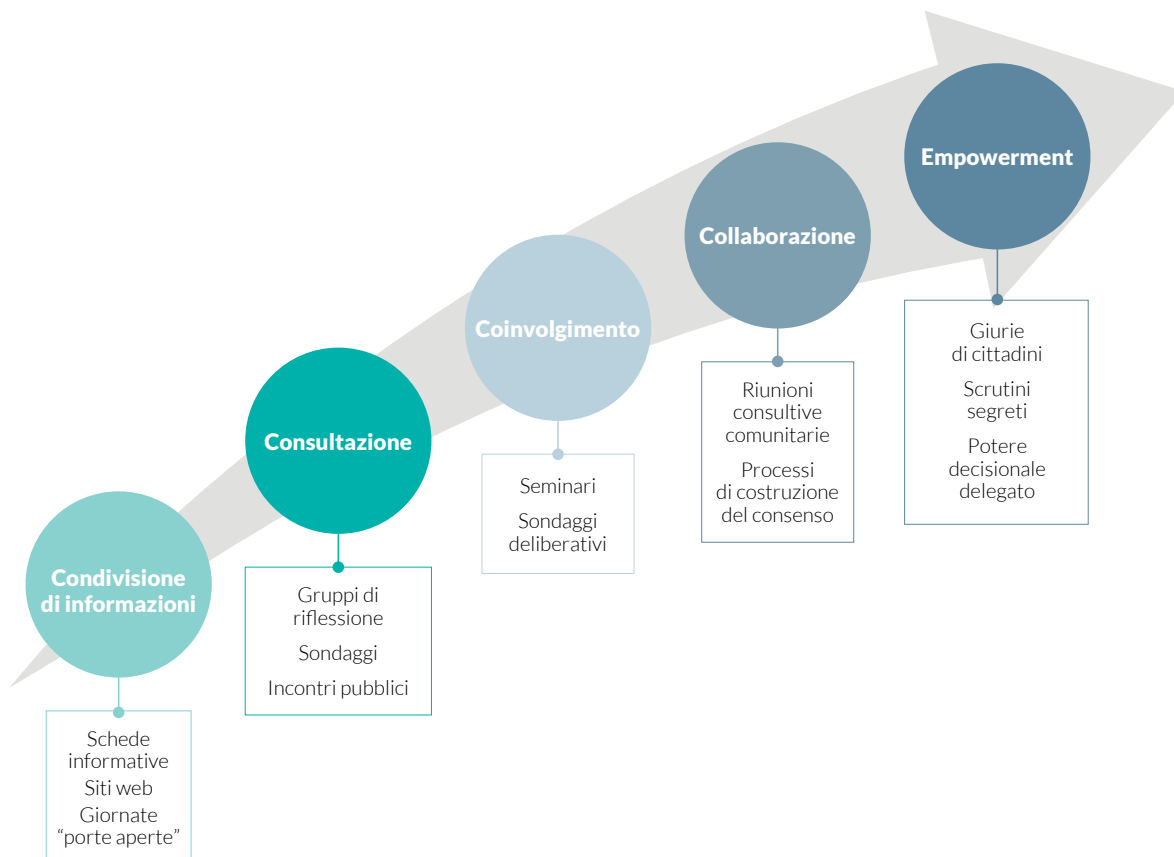 Condivisione
di informazioni
Schede
informative
Siti web
Giornate
“porte aperte”
Consultazione
Gruppi di
riflessione
Sondaggi
Incontri pubblici
Coinvolgimento
Seminari
Sondaggi
deliberativi
Collaborazione
Riunioni
consultive
comunitarie
Processi
di costruzione
del consenso
Empowerment
Giurie
di cittadini
Scrutini
segreti
Potere
decisionale
delegato